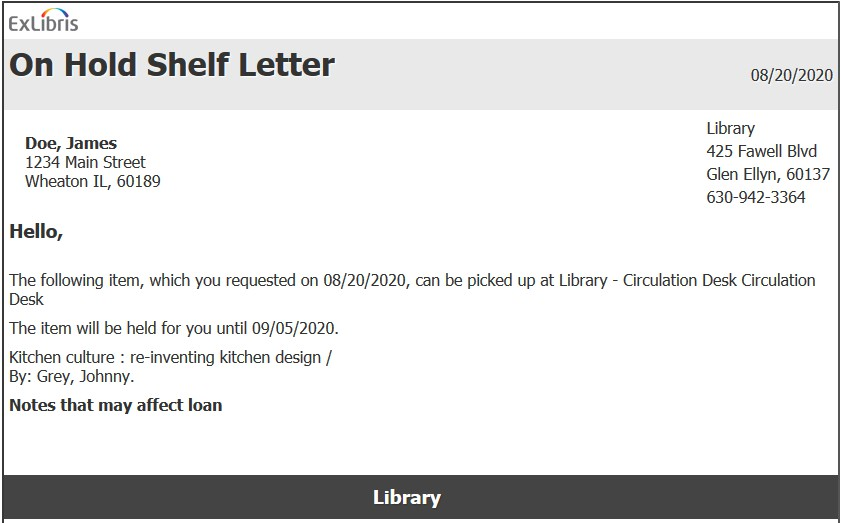 ExLibris
On Hold Shelf Letter
08/20/2020
Doe, James
1234 Main Street
Wheaton IL, 60189
Library
425 Fawell Blvd
Glen Ellyn, 60137
630-942-3364
Hello,
The following item, which you requested on 08/20/2020, can be picked up at Library - Circulation Desk Circulation
Desk
The item will be held for you until 09/05/2020.
Kitchen culture : re-inventing kitchen design /
By: Grey, Johnny.
Notes that may affect loan
Library